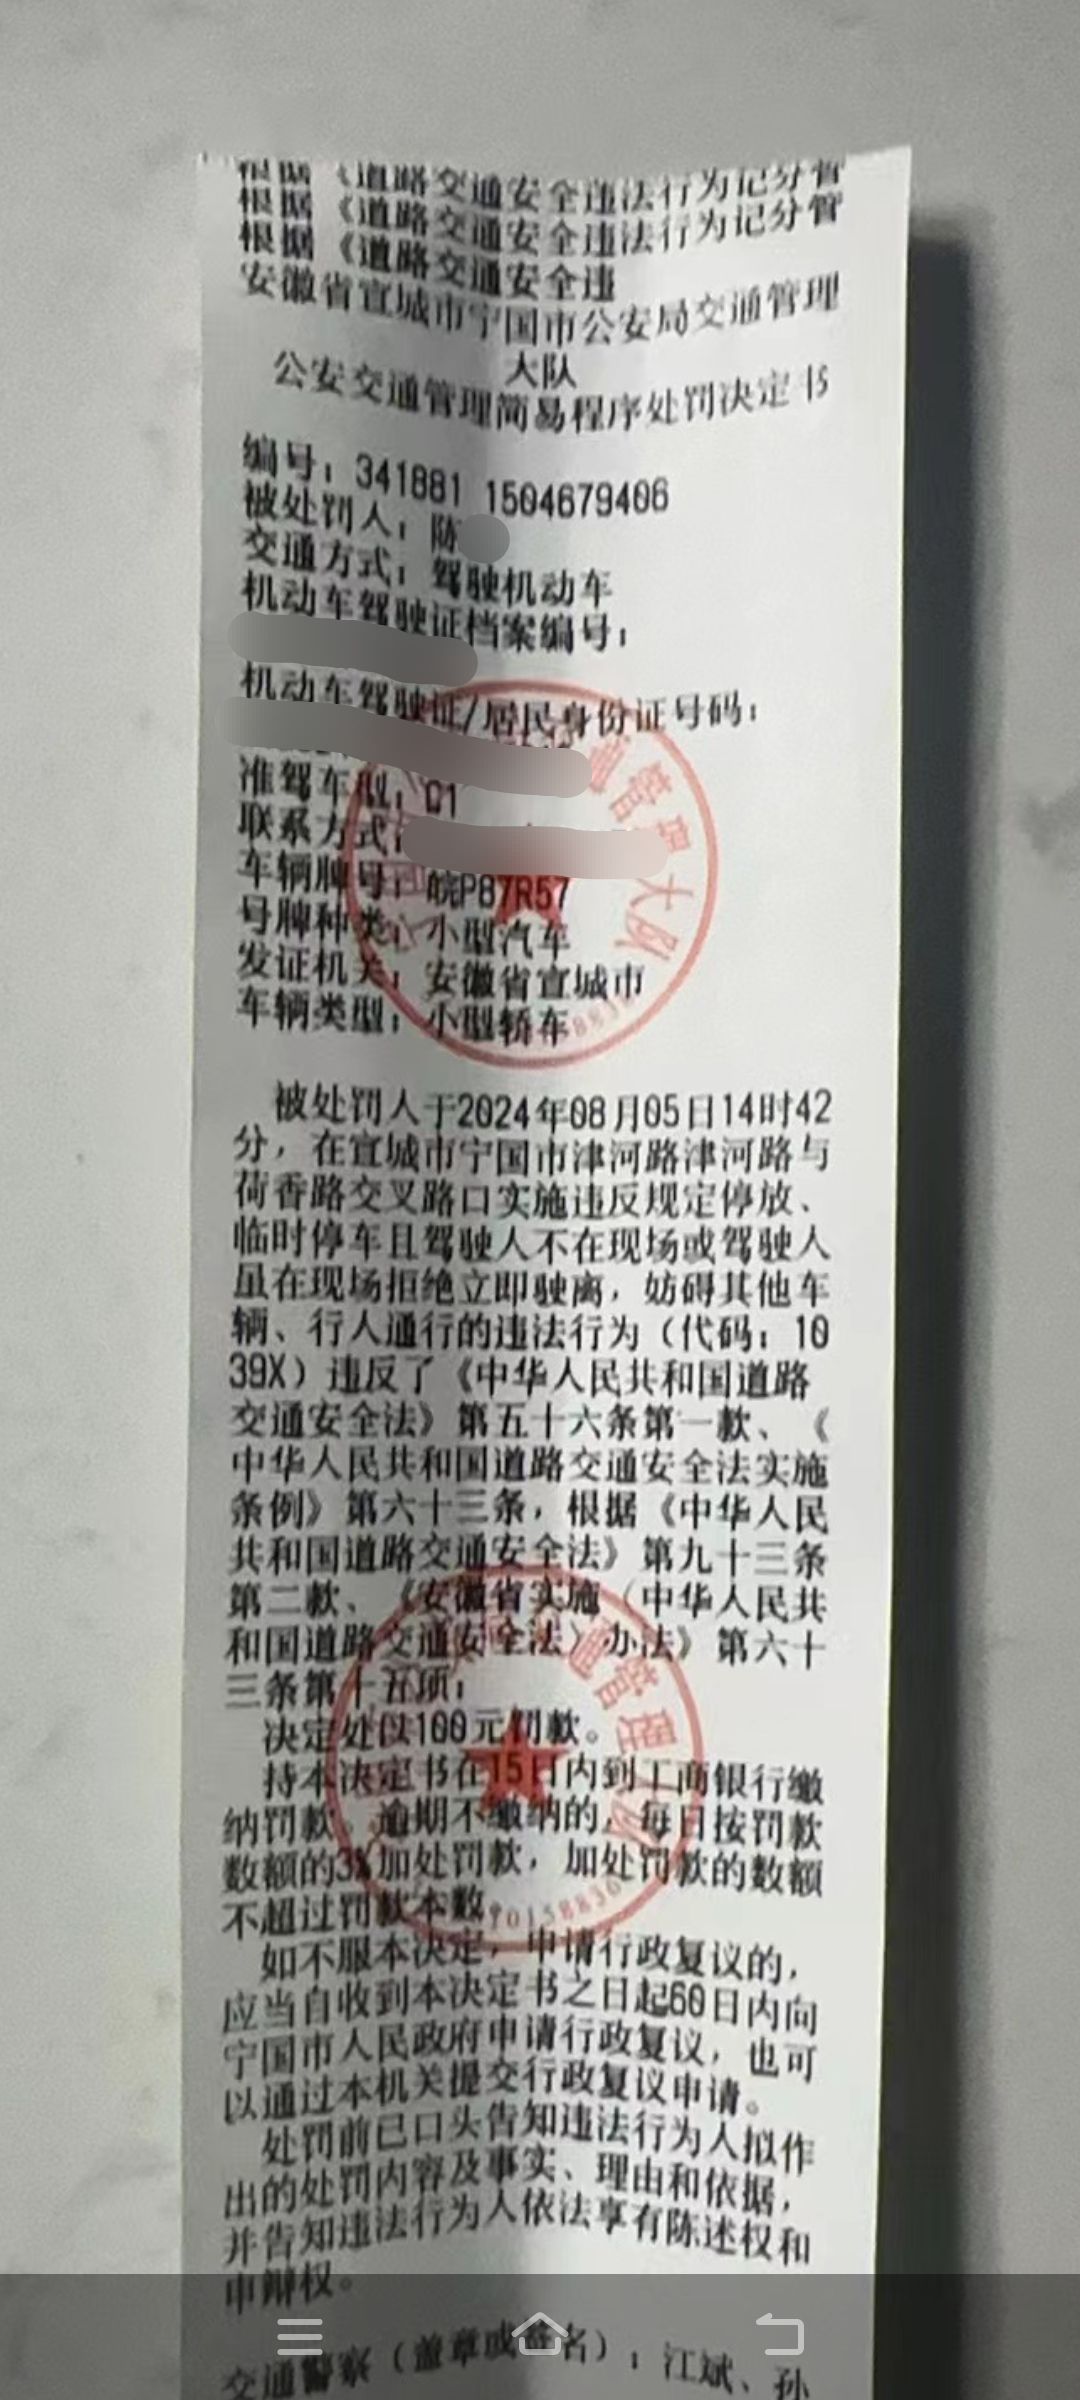 根据《道路交通安全违法行为记分管
根据《道路交通安全违法行为记分管
根据《道路交通安全违
安徽省宣城市宁国市公安局交通管理
大队
公安交通管理简易程序处罚决定书
编号：341881 1504679406
被处罚人：陈
交通方式：驾驶机动车
机动车驾驶证档案编号：
机动车驾驶证/居民身份证号码：
准驾车型：C1
联系方式：
车辆牌号：皖P87R57
号牌种类：小型汽车
发证机关：安徽省宣城市
车辆类型：小型轿车
被处罚人于2024年08月05日14时42
分，在宣城市宁国市津河路津河路与
荷香路交叉路口实施违反规定停放、
临时停车且驾驶人不在现场或驾驶人
虽在现场拒绝立即驶离，妨碍其他车
辆、行人通行的违法行为（代码：10
39X）违反了《中华人民共和国道路
交通安全法》第五十六条第一款、《
中华人民共和国道路交通安全法实施
条例》第六十三条，根据《中华人民
共和国道路交通安全法》第九十三条
第二款、《安徽省实施〈中华人民共
和国道路交通安全法〉办法》第六十
三条第十五项：
决定处以100元罚款。
持本决定书在15日内到工商银行缴
纳罚款。逾期不缴纳的，每日按罚款
数额的3%加处罚款，加处罚款的数额
不超过罚款本数。
如不服本决定，申请行政复议的，
应当自收到本决定书之日起60日内向
宁国市人民政府申请行政复议，也可
以通过本机关提交行政复议申请。
处罚前已口头告知违法行为人拟作
出的处罚内容及事实、理由和依据，
并告知违法行为人依法享有陈述权和
申辩权。
交通警察（盖章或签名）：江斌、孙